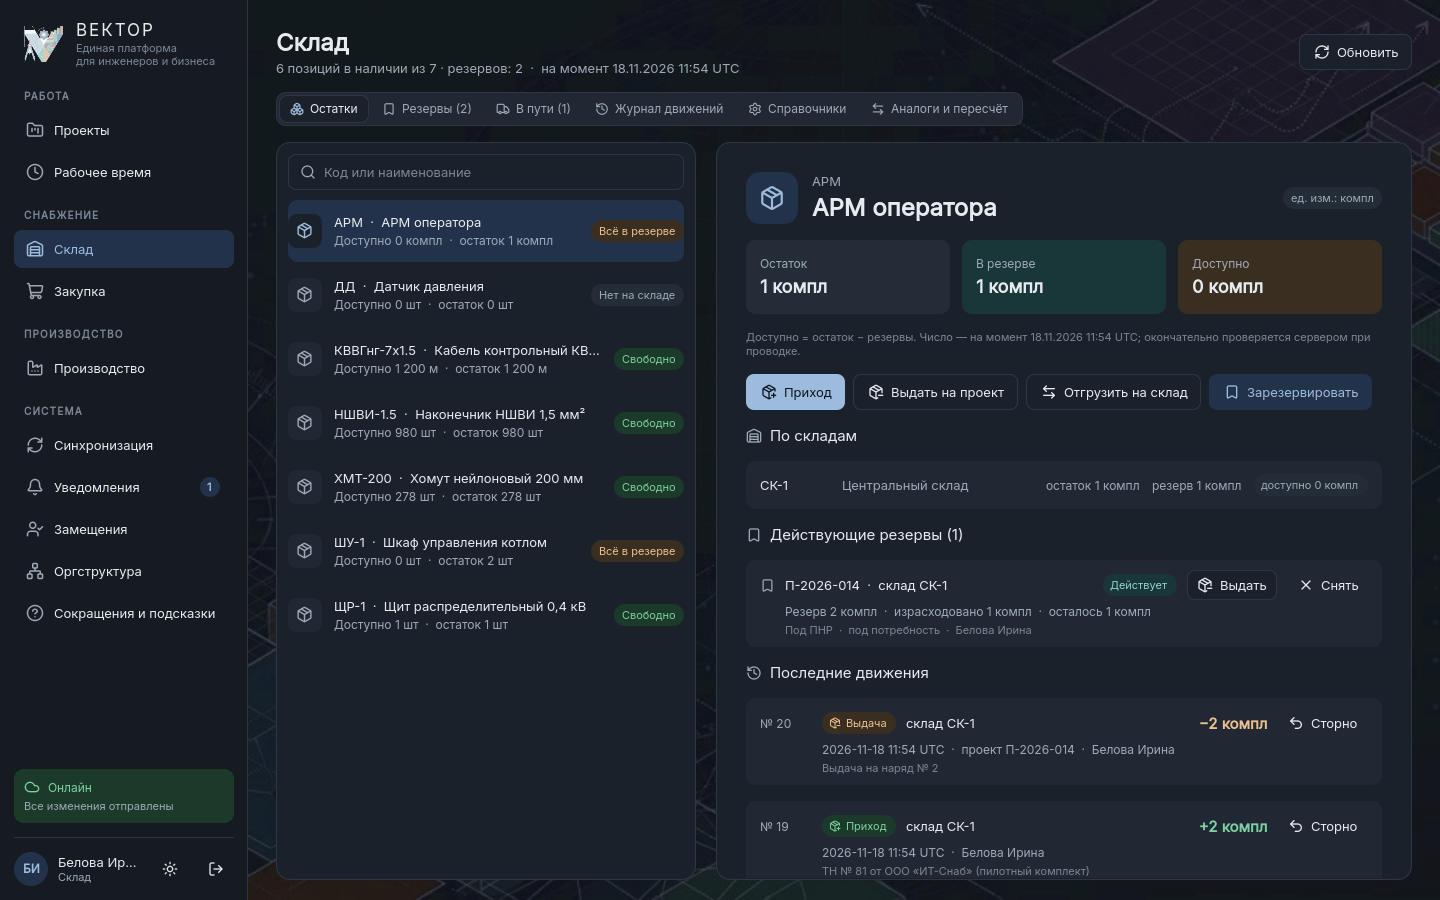 ВЕКТОР
Единая платформа
для инженеров и бизнеса
РАБОТА
Проекты
Рабочее время
СНАБЖЕНИЕ
Склад
Закупка
ПРОИЗВОДСТВО
Производство
СИСТЕМА
Синхронизация
Уведомления 1
Замещения
Оргструктура
Сокращения и подсказки
Онлайн
Все изменения отправлены
БИ
Белова Ир...
Склад
Склад
6 позиций в наличии из 7 · резервов: 2 · на момент 18.11.2026 11:54 UTC
Обновить
Остатки Резервы (2) В пути (1) Журнал движений Справочники Аналоги и пересчёт
Код или наименование
АРМ · АРМ оператора
Доступно 0 компл · остаток 1 компл
Всё в резерве
ДД · Датчик давления
Доступно 0 шт · остаток 0 шт
Нет на складе
КВВГнг-7х1.5 · Кабель контрольный КВ...
Доступно 1 200 м · остаток 1 200 м
Свободно
НШВИ-1.5 · Наконечник НШВИ 1,5 мм²
Доступно 980 шт · остаток 980 шт
Свободно
ХМТ-200 · Хомут нейлоновый 200 мм
Доступно 278 шт · остаток 278 шт
Свободно
ШУ-1 · Шкаф управления котлом
Доступно 0 шт · остаток 2 шт
Всё в резерве
ЩР-1 · Щит распределительный 0,4 кВ
Доступно 1 шт · остаток 1 шт
Свободно
АРМ
АРМ оператора
ед. изм.: компл
Остаток
1 компл
В резерве
1 компл
Доступно
0 компл
Доступно = остаток − резервы. Число — на момент 18.11.2026 11:54 UTC; окончательно проверяется сервером при
проводке.
Приход Выдать на проект Отгрузить на склад Зарезервировать
По складам
СК-1 Центральный склад остаток 1 компл резерв 1 компл доступно 0 компл
Действующие резервы (1)
П-2026-014 · склад СК-1 Действует Выдать Снять
Резерв 2 компл · израсходовано 1 компл · осталось 1 компл
Под ПНР · под потребность · Белова Ирина
Последние движения
№ 20 Выдача склад СК-1 −2 компл Сторно
2026-11-18 11:54 UTC · проект П-2026-014 · Белова Ирина
Выдача на наряд № 2
№ 19 Приход склад СК-1 +2 компл Сторно
2026-11-18 11:54 UTC · Белова Ирина
ТН № 81 от ООО «ИТ-Снаб» (пилотный комплект)